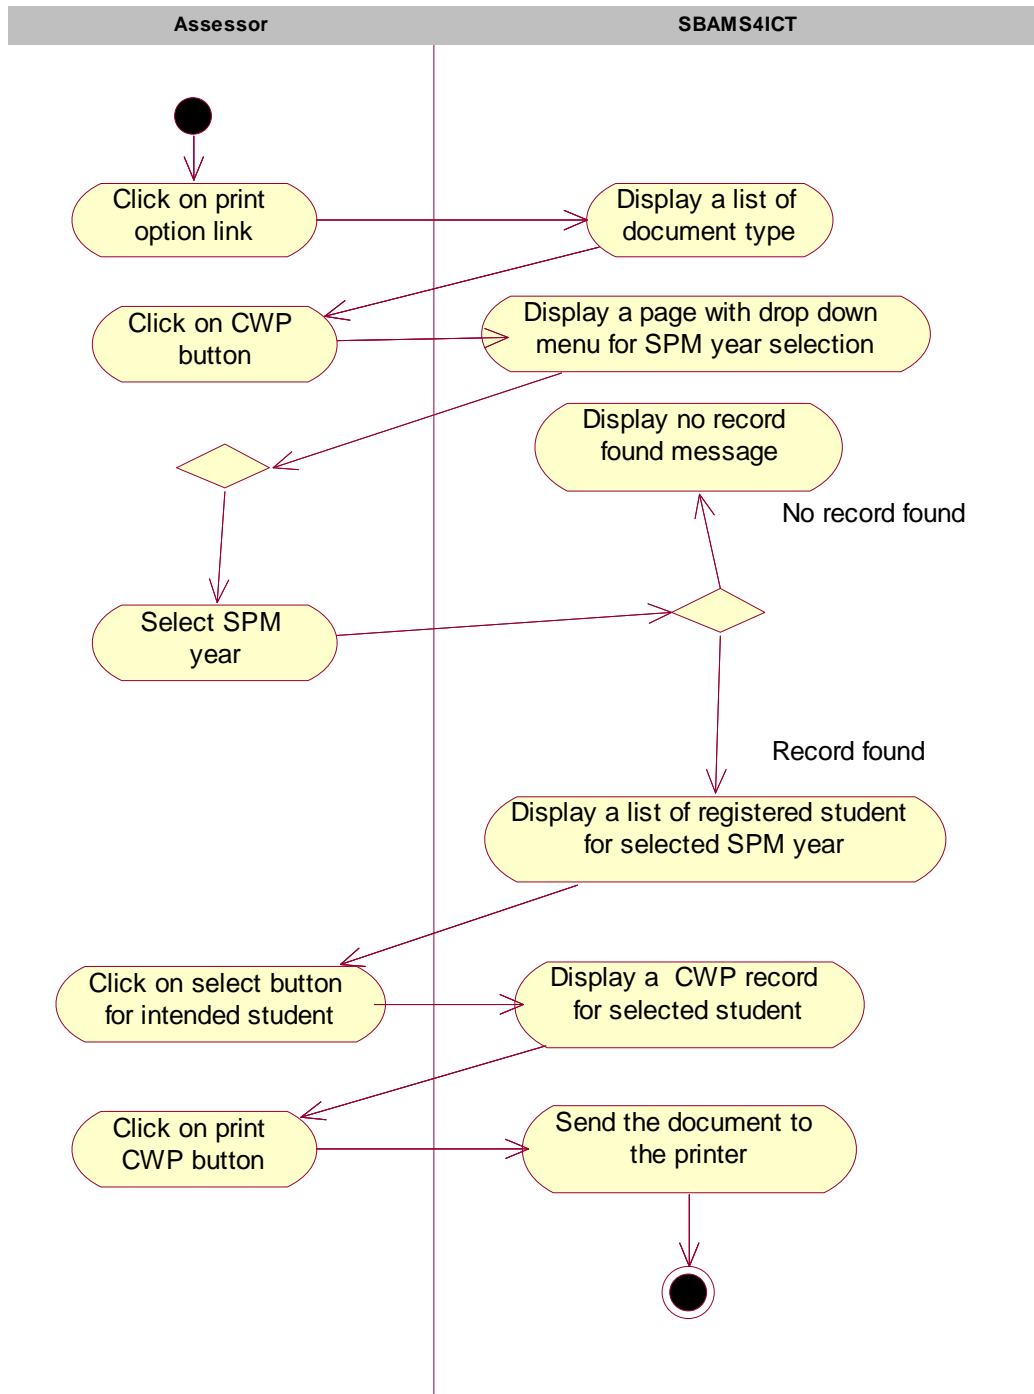 Assessor
SBAMS4ICT
Click on print
option link
Display a list of
document type
Click on CWP
button
Display a page with drop down
menu for SPM year selection
Display no record
found message
No record found
Select SPM
year
Record found
Display a list of registered student
for selected SPM year
Click on select button
for intended student
Display a  CWP record
for selected student
Click on print
CWP button
Send the document to
the printer